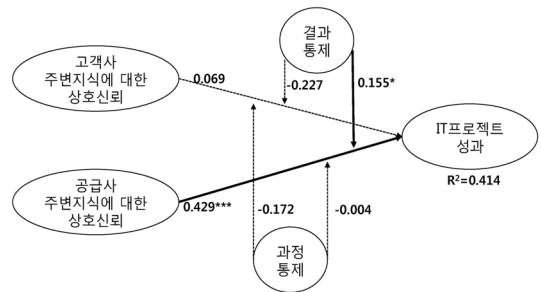 결과
통제
고객사
주변지식에 대한
상호신뢰
0.069
-0.227
0.155*
IT프로젝트
성과
R²=0.414
공급사
주변지식에 대한
상호신뢰
0.429***
-0.172
-0.004
과정
통제